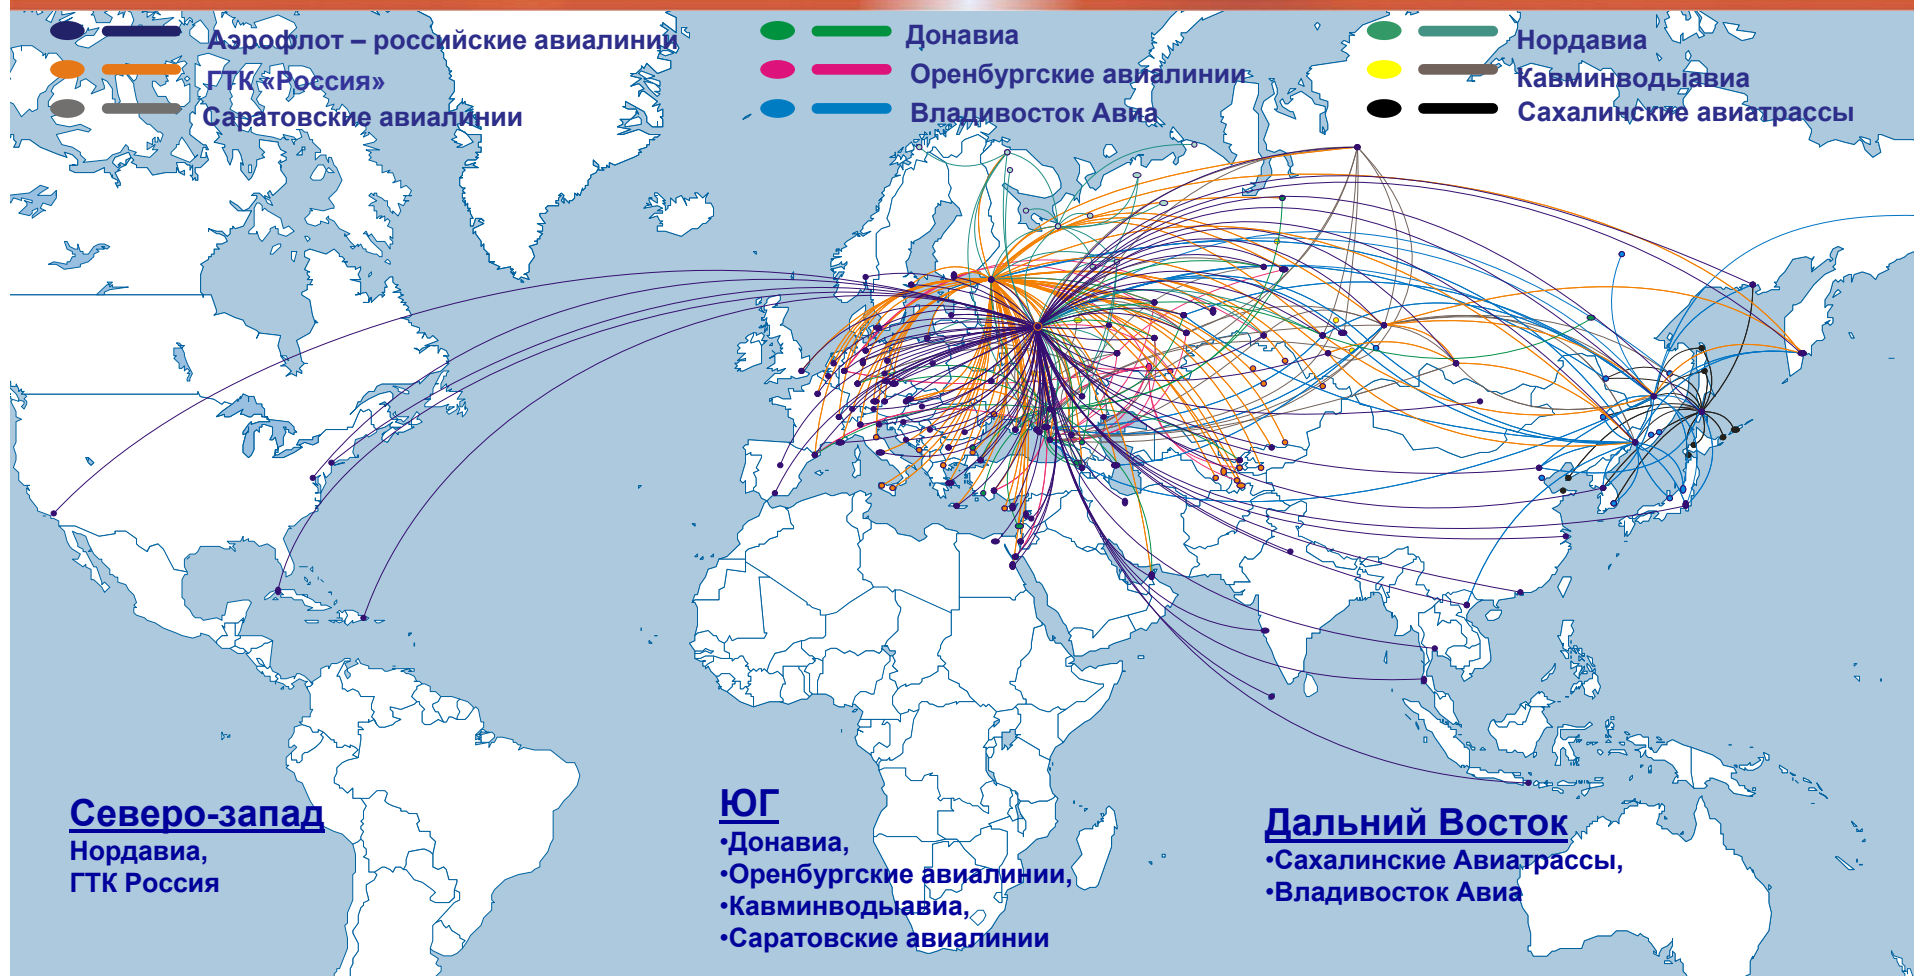 Аэрофлот – российские авиалинии
ГТК «Россия»
Саратовские авиалинии
Донавиа
Оренбургские авиалинии
Владивосток Авиа
Нордавиа
Кавминводыавиа
Сахалинские авиатрассы
Северо-запад
Нордавиа,
ГТК Россия
ЮГ
•Донавиа,
•Оренбургские авиалинии,
•Кавминводыавиа,
•Саратовские авиалинии
Дальний Восток
•Сахалинские Авиатрассы,
•Владивосток Авиа